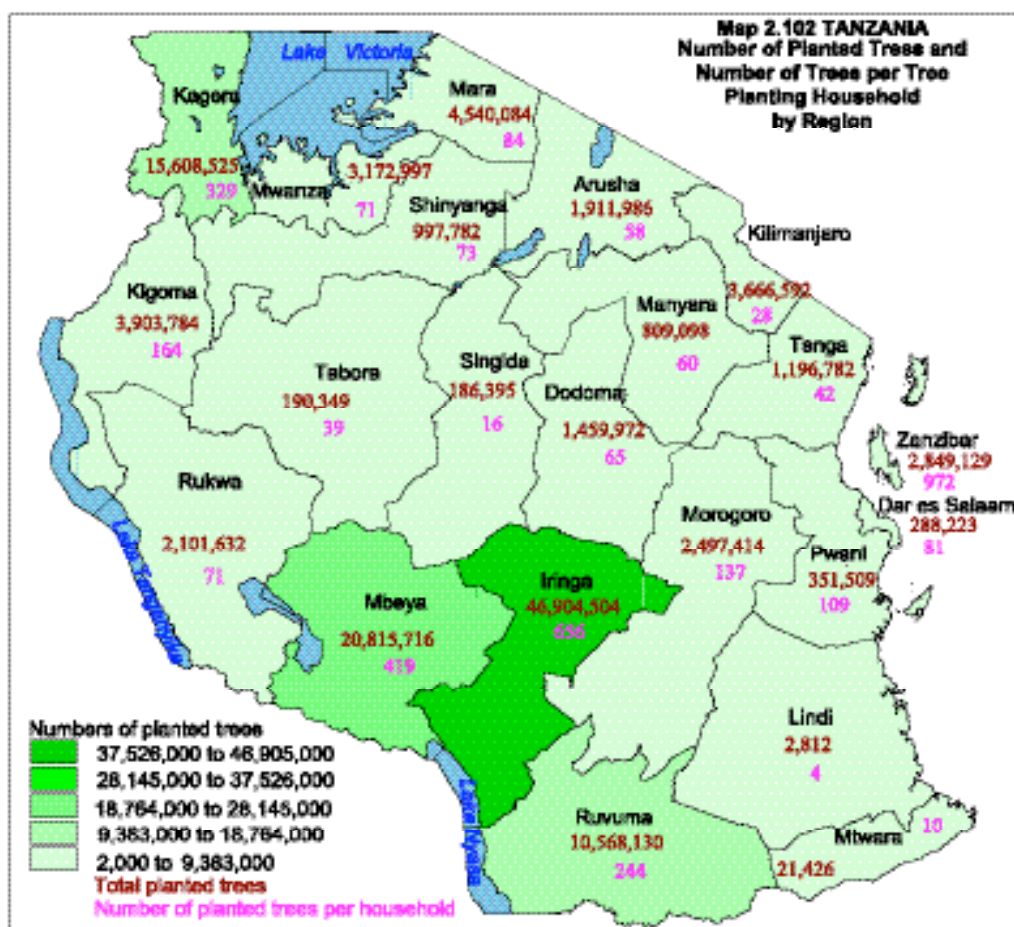 Map 2.102 TANZANIA
Number of Planted Trees and
Number of Trees per Tree
Planting Household
by Region
Lake Victoria
Kagera
15,608,525
329
Mara
4,540,084
84
Mwanza
3,172,997
71
Shinyanga
997,782
73
Arusha
1,911,986
58
Kilimanjaro
3,666,592
28
Kigoma
3,903,784
164
Tabora
190,349
39
Singida
186,395
16
Manyara
809,098
60
Dodoma
1,459,972
65
Tanga
1,196,782
42
Zanzibar
2,849,129
972
Dar es Salaam
288,223
81
Rukwa
2,101,632
71
Lake Tanganyika
Mbeya
20,815,716
419
Iringa
46,904,504
656
Morogoro
2,497,414
137
Pwani
351,509
109
Lindi
2,812
4
Ruvuma
10,568,130
244
Mtwara
10
21,426
Lake Nyasa
Numbers of planted trees
37,526,000 to 46,905,000
28,145,000 to 37,526,000
18,764,000 to 28,145,000
9,383,000 to 18,764,000
2,000 to 9,383,000
Total planted trees
Number of planted trees per household